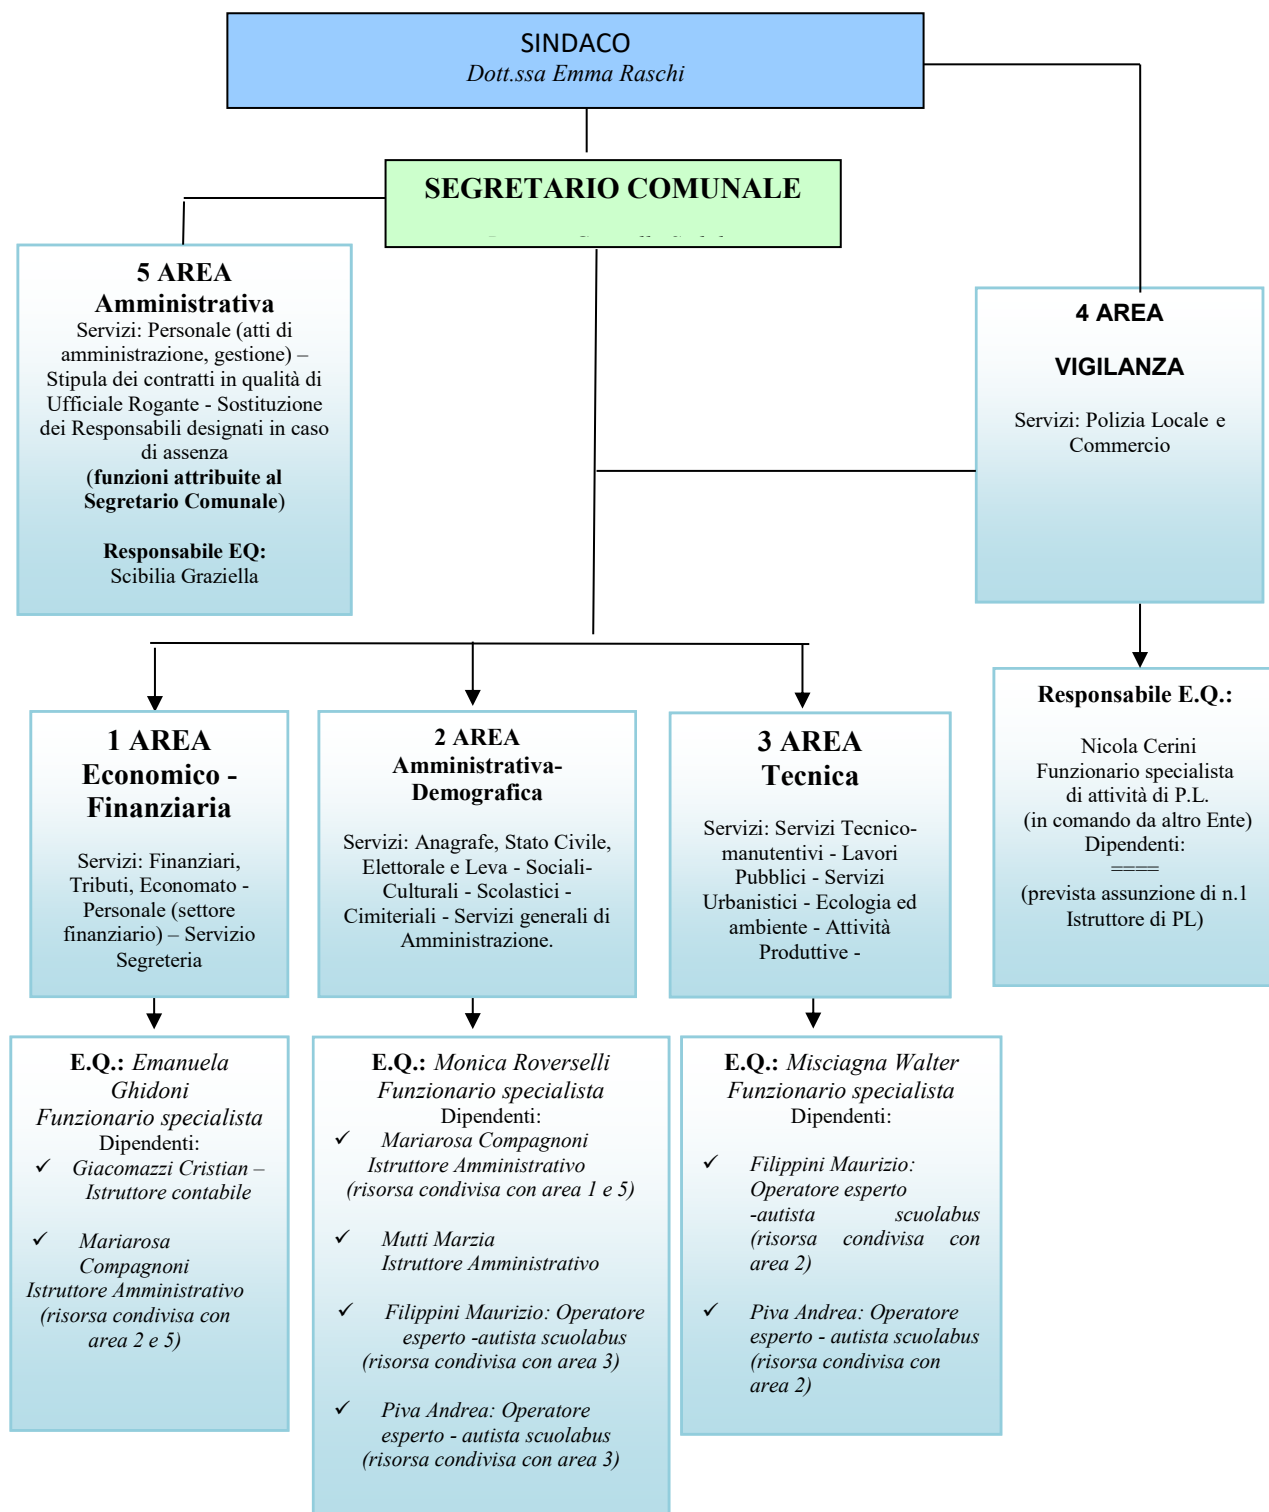 SINDACO
Dott.ssa Emma Raschi
SEGRETARIO COMUNALE
5 AREA
Amministrativa
Servizi: Personale (atti di
amministrazione, gestione) –
Stipula dei contratti in qualità di
Ufficiale Rogante - Sostituzione
dei Responsabili designati in caso
di assenza
(funzioni attribuite al
Segretario Comunale)
Responsabile EQ:
Scibilia Graziella
4 AREA
VIGILANZA
Servizi: Polizia Locale e
Commercio
Responsabile E.Q.:
Nicola Cerini
Funzionario specialista
di attività di P.L.
(in comando da altro Ente)
Dipendenti:
====
(prevista assunzione di n.1
Istruttore di PL)
1 AREA
Economico -
Finanziaria
Servizi: Finanziari,
Tributi, Economato -
Personale (settore
finanziario) – Servizio
Segreteria
2 AREA
Amministrativa-
Demografica
Servizi: Anagrafe, Stato Civile,
Elettorale e Leva - Sociali-
Culturali - Scolastici -
Cimiteriali - Servizi generali di
Amministrazione.
3 AREA
Tecnica
Servizi: Servizi Tecnico-
manutentivi - Lavori
Pubblici - Servizi
Urbanistici - Ecologia ed
ambiente - Attività
Produttive -
E.Q.: Emanuela
Ghidoni
Funzionario specialista
Dipendenti:
✓ Giacomazzi Cristian –
Istruttore contabile
✓ Mariarosa
Compagnoni
Istruttore Amministrativo
(risorsa condivisa con
area 2 e 5)
E.Q.: Monica Roverselli
Funzionario specialista
Dipendenti:
✓ Mariarosa Compagnoni
Istruttore Amministrativo
(risorsa condivisa con area 1 e 5)
✓ Mutti Marzia
Istruttore Amministrativo
✓ Filippini Maurizio: Operatore
esperto -autista scuolabus
(risorsa condivisa con area 3)
✓ Piva Andrea: Operatore
esperto - autista scuolabus
(risorsa condivisa con area 3)
E.Q.: Misciagna Walter
Funzionario specialista
Dipendenti:
✓ Filippini Maurizio:
Operatore esperto
-autista scuolabus
(risorsa condivisa con
area 2)
✓ Piva Andrea: Operatore
esperto - autista scuolabus
(risorsa condivisa con
area 2)